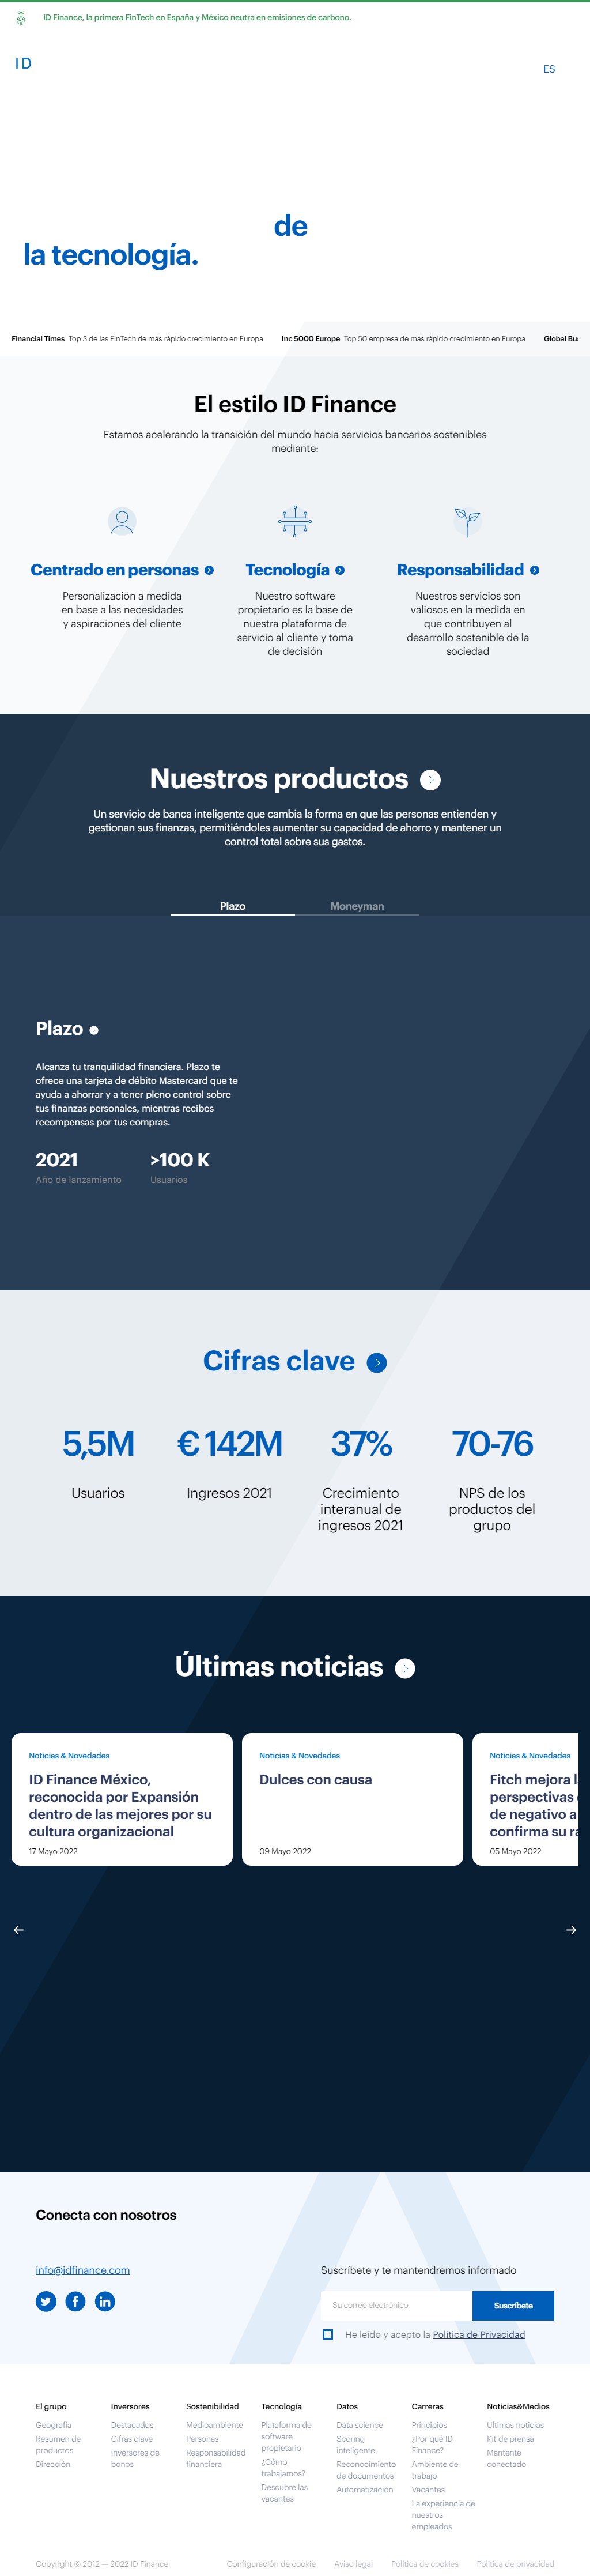 ID Finance, la primera FinTech en España y México neutra en emisiones de carbono.
ID
ES
de
la tecnología.
Financial Times Top 3 de las FinTech de más rápido crecimiento en Europa Inc 5000 Europe Top 50 empresa de más rápido crecimiento en Europa Global
El estilo ID Finance
Estamos acelerando la transición del mundo hacia servicios bancarios sostenibles
mediante:
Centrado en personas
Personalización a medida
en base a las necesidades
y aspiraciones del cliente
Tecnología
Nuestro software
propietario es la base de
nuestra plataforma de
servicio al cliente y toma
de decisión
Responsabilidad
Nuestros servicios son
valiosos en la medida en
que contribuyen al
desarrollo sostenible de la
sociedad
Nuestros productos
Un servicio de banca inteligente que cambia la forma en que las personas entienden y
gestionan sus finanzas, permitiéndoles aumentar su capacidad de ahorro y mantener un
control total sobre sus gastos.
Plazo Moneyman
Plazo
Alcanza tu tranquilidad financiera. Plazo te
ofrece una tarjeta de débito Mastercard que te
ayuda a ahorrar y a tener pleno control sobre
tus finanzas personales, mientras recibes
recompensas por tus compras.
2021 >100 K
Año de lanzamiento Usuarios
Cifras clave
5,5M
Usuarios
€ 142M
Ingresos 2021
37%
Crecimiento
interanual de
ingresos 2021
70-76
NPS de los
productos del
grupo
Últimas noticias
Noticias & Novedades
ID Finance México,
reconocida por Expansión
dentro de las mejores por su
cultura organizacional
17 Mayo 2022
Noticias & Novedades
Dulces con causa
09 Mayo 2022
Noticias & Novedades
Fitch mejora
perspectivas
de negativo a
confirma su
05 Mayo 2022
Conecta con nosotros
info@idfinance.com
Suscríbete y te mantendremos informado
Su correo electrónico
Suscríbete
He leído y acepto la Política de Privacidad
El grupo
Geografía
Resumen de
productos
Dirección
Inversores
Destacados
Cifras clave
Inversores de
bonos
Sostenibilidad
Medioambiente
Personas
Responsabilidad
financiera
Tecnología
Plataforma de
software
propietario
¿Cómo
trabajamos?
Descubre las
vacantes
Datos
Data science
Scoring
inteligente
Reconocimiento
de documentos
Automatización
Carreras
Principios
¿Por qué ID
Finance?
Ambiente de
trabajo
Vacantes
La experiencia de
nuestros
empleados
Noticias&Medios
Últimas noticias
Kit de prensa
Mantente
conectado
Copyright © 2012 — 2022 ID Finance Configuración de cookie Aviso legal Política de cookies Política de privacidad